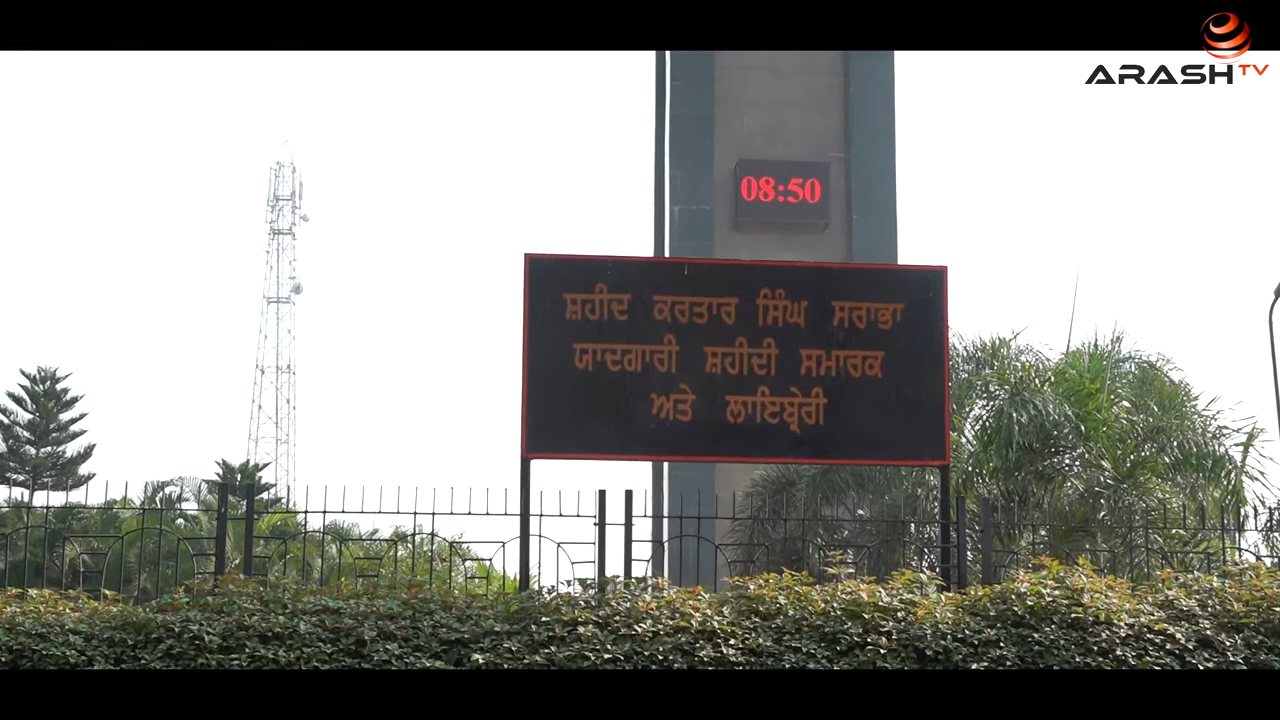 ARASH TV
08:50
ਸ਼ਹੀਦ ਕਰਤਾਰ ਸਿੰਘ ਸਰਾਭਾ
ਯਾਦਗਾਰੀ ਸ਼ਹੀਦੀ ਸਮਾਰਕ
ਅਤੇ ਲਾਇਬ੍ਰੇਰੀ